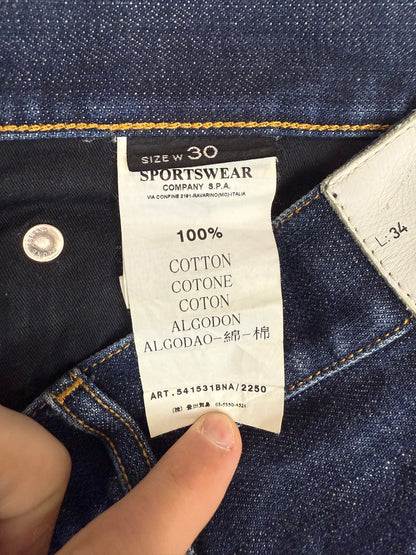 SIZE W 30
SPORTSWEAR
COMPANY S.P.A.
VIA CONFINE 2161-RAVARINO(MO)-ITALIA
100%
COTTON
COTONE
COTON
ALGODON
ALGODAO-綿-棉
ART.541531BNA/2250
L:34